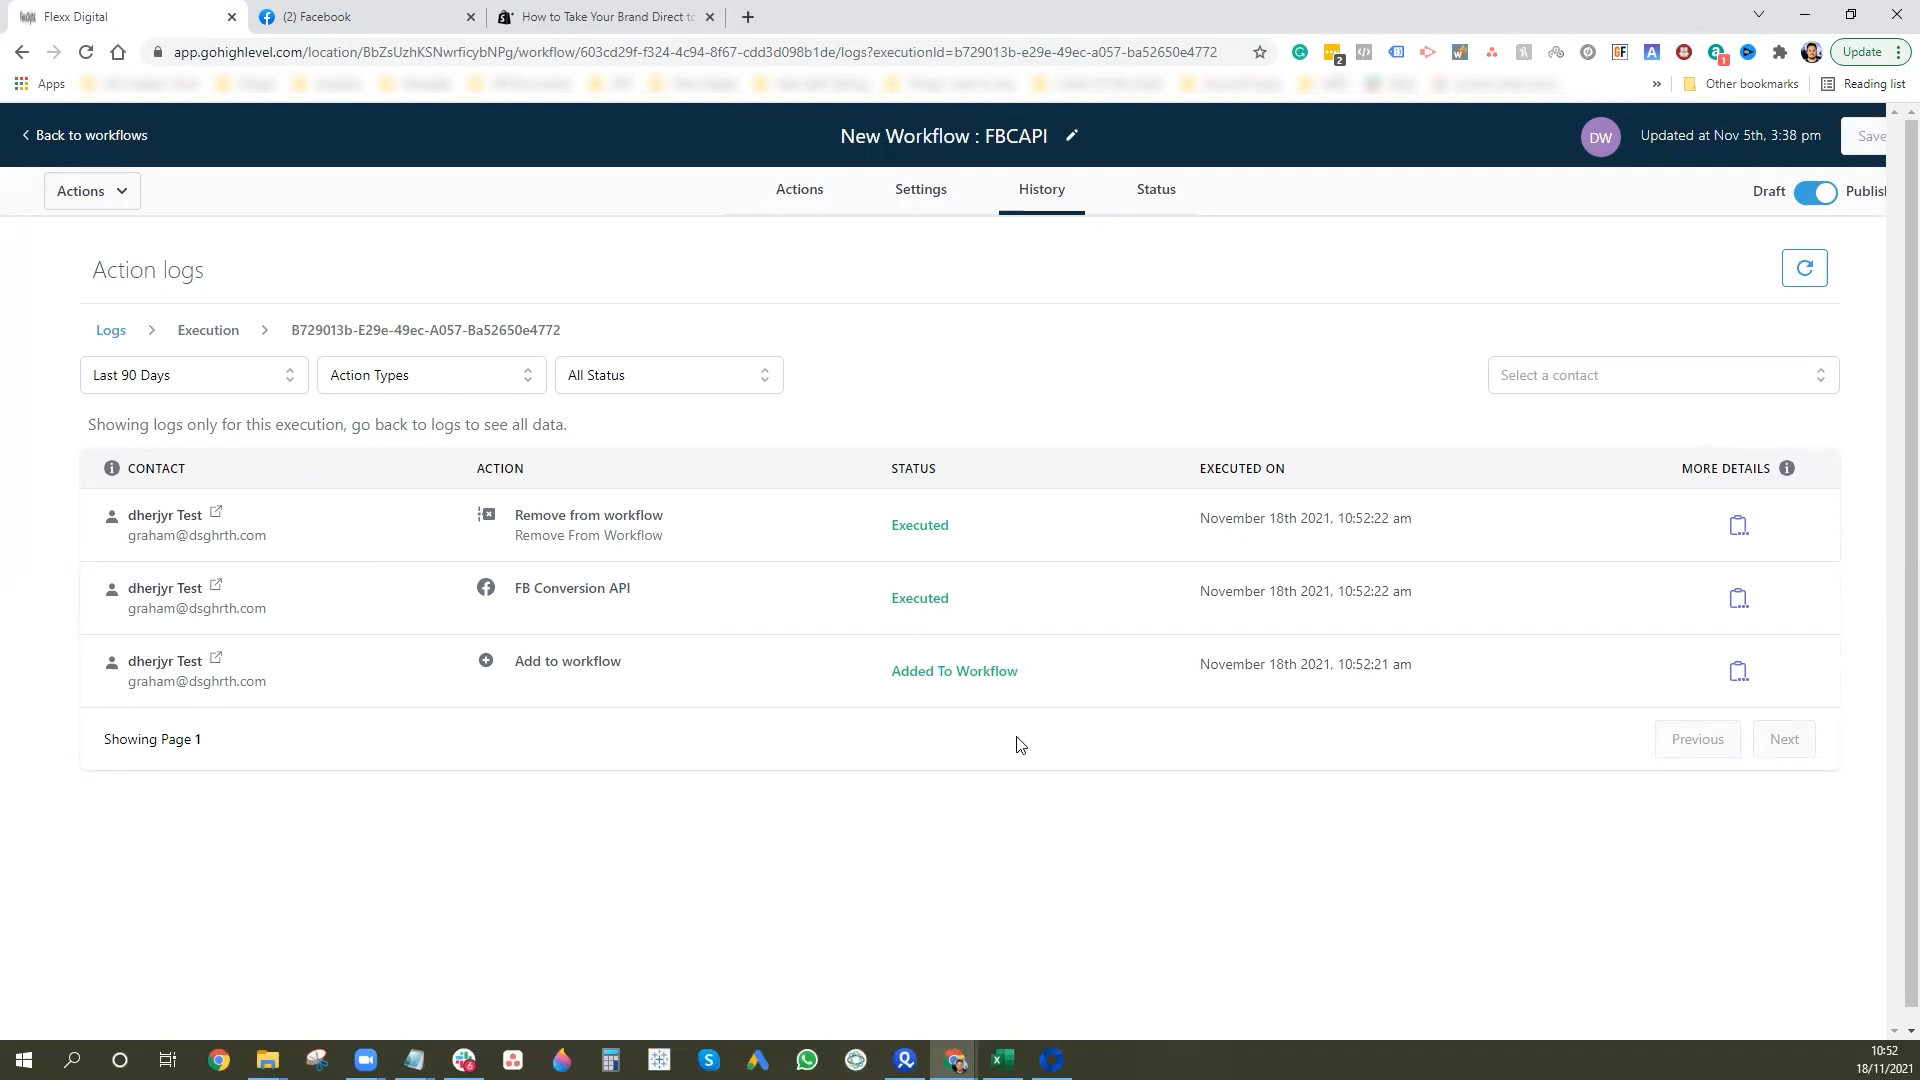 Flexx Digital
(2) Facebook
How to Take Your Brand Direct to
app.gohighlevel.com/location/BbZsUzhKSNwrficybNPg/workflow/603cd29f-f324-4c94-8f67-cdd3d098b1de/logs?executionId=b729013b-e29e-49ec-a057-ba52650e4772
Update
Apps
»
Other bookmarks
Reading list
Back to workflows
New Workflow : FBCAPI
DW
Updated at Nov 5th, 3:38 pm
Save
Actions
Actions
Settings
History
Status
Draft
Publish
Action logs
Logs
Execution
B729013b-E29e-49ec-A057-Ba52650e4772
Last 90 Days
Action Types
All Status
Select a contact
Showing logs only for this execution, go back to logs to see all data.
CONTACT ACTION STATUS EXECUTED ON MORE DETAILS
dherjyr Test
graham@dsghrth.com
Remove from workflow
Remove From Workflow
Executed
November 18th 2021, 10:52:22 am
dherjyr Test
graham@dsghrth.com
FB Conversion API
Executed
November 18th 2021, 10:52:22 am
dherjyr Test
graham@dsghrth.com
Add to workflow
Added To Workflow
November 18th 2021, 10:52:21 am
Showing Page 1
Previous
Next
10:52
18/11/2021